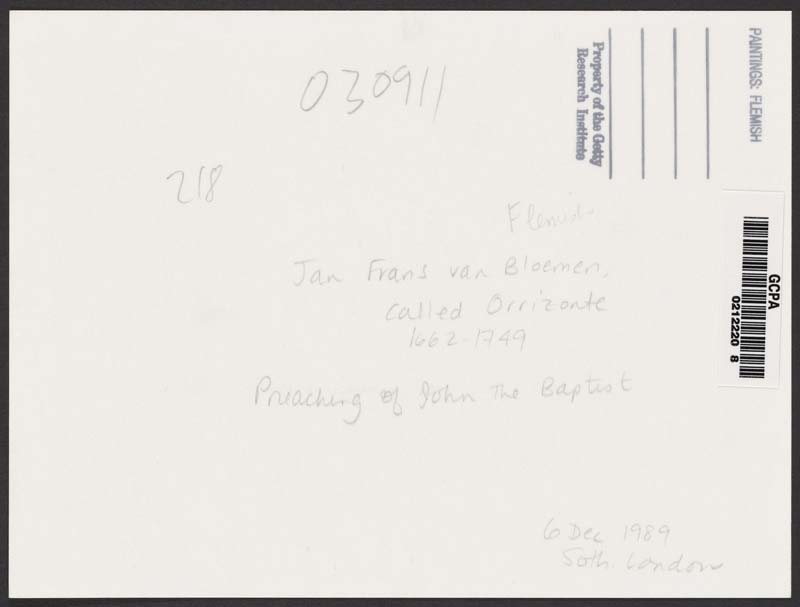 030911
218
PAINTINGS: FLEMISH
Property of the Getty
Research Institute
Flemish
Jan Frans van Bloemen,
called Orrizonte
1662-1749
Preaching of John The Baptist
GCPA
0212220 8
6 Dec 1989
Soth. London